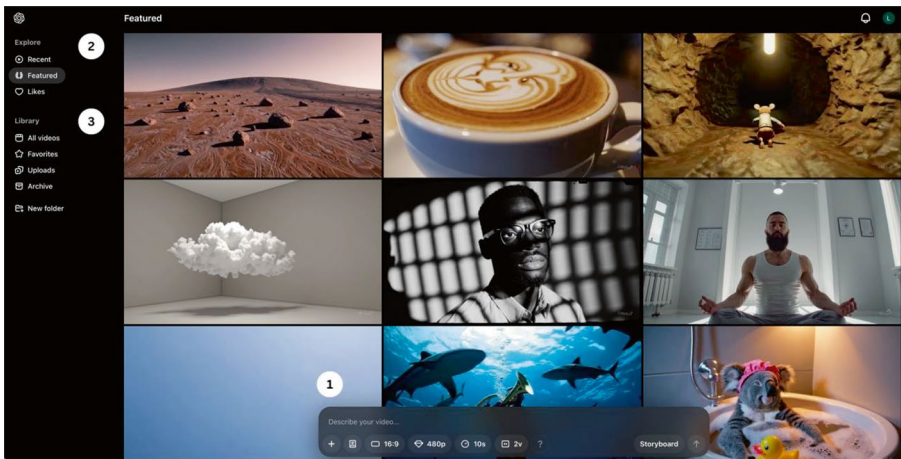 Featured
L
Explore
2
Recent
Featured
Likes
Library
3
All videos
Favorites
Uploads
Archive
New folder
1
Describe your video...
+ 16:9 480p 10s 2v ? Storyboard